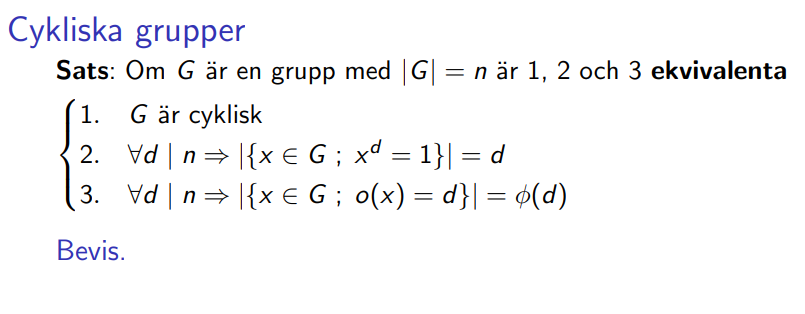 Cykliska grupper
Sats: Om G är en grupp med |G| = n är 1, 2 och 3 ekvivalenta
1. G är cyklisk
2. ∀d | n ⇒ |{x ∈ G ; x^d = 1}| = d
3. ∀d | n ⇒ |{x ∈ G ; o(x) = d}| = ϕ(d)
Bevis.